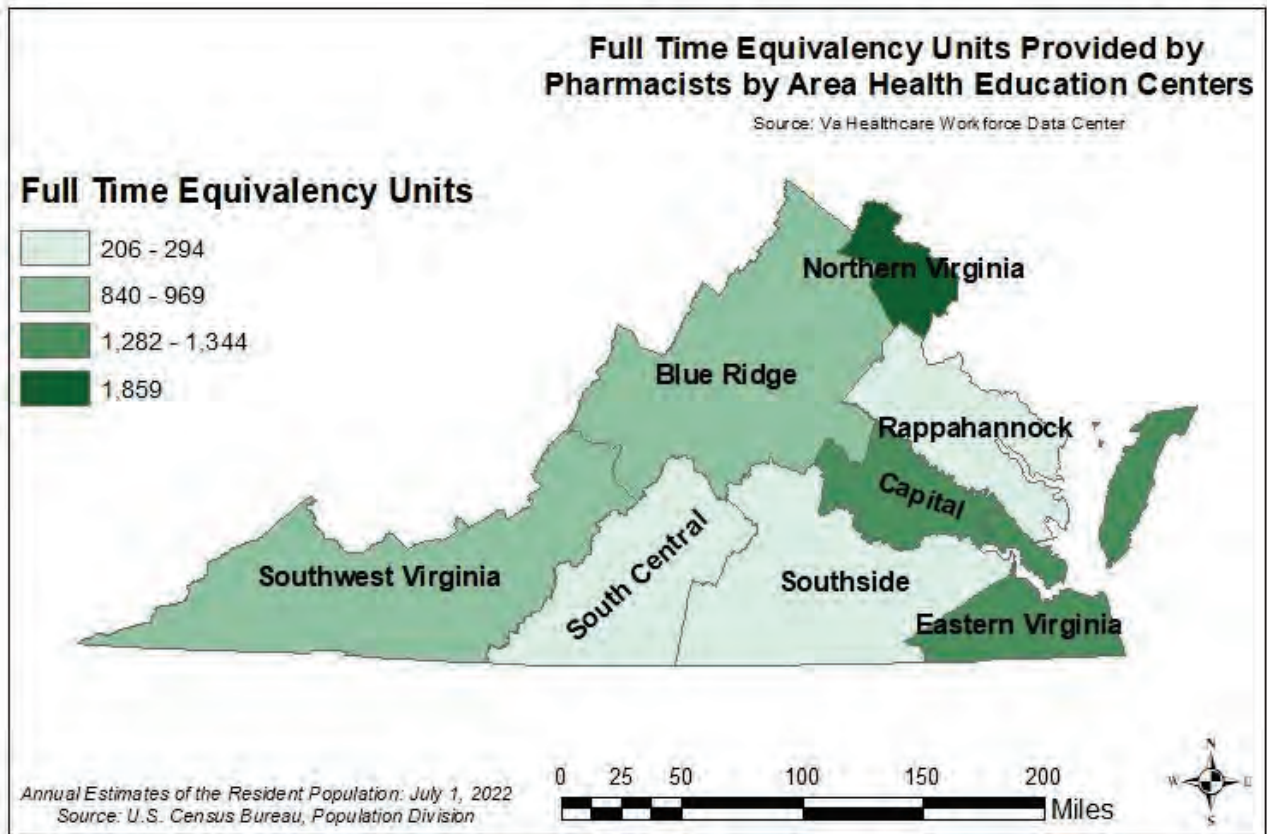 Full Time Equivalency Units Provided by
Pharmacists by Area Health Education Centers
Source: Va Healthcare Workforce Data Center
Full Time Equivalency Units
206 - 294
840 - 969
1,282 - 1,344
1,859
Northern Virginia
Blue Ridge
Rappahannock
Capital
South Central
Southwest Virginia
Southside
Eastern Virginia
Annual Estimates of the Resident Population: July 1, 2022
Source: U.S. Census Bureau, Population Division
0 25 50 100 150 200
Miles
N
W E
S